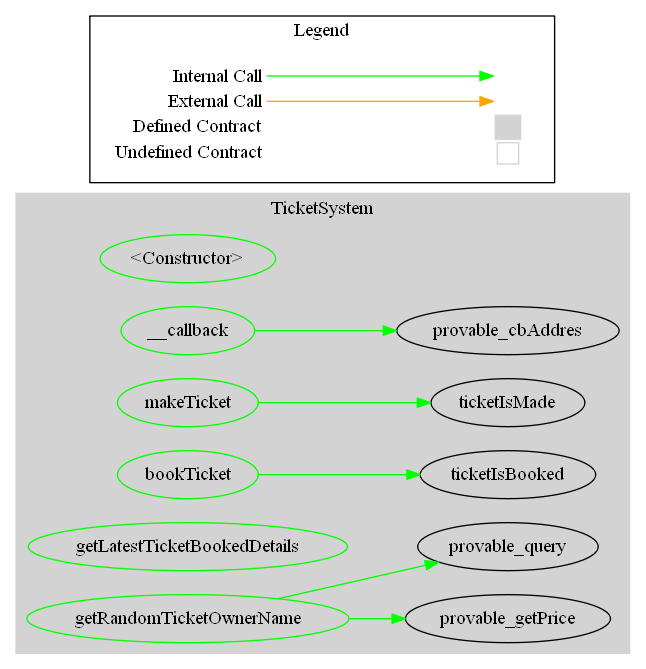 Legend
Internal Call
External Call
Defined Contract
Undefined Contract
TicketSystem
<Constructor>
__callback
provable_cbAddres
makeTicket
ticketIsMade
bookTicket
ticketIsBooked
getLatestTicketBookedDetails
provable_query
getRandomTicketOwnerName
provable_getPrice